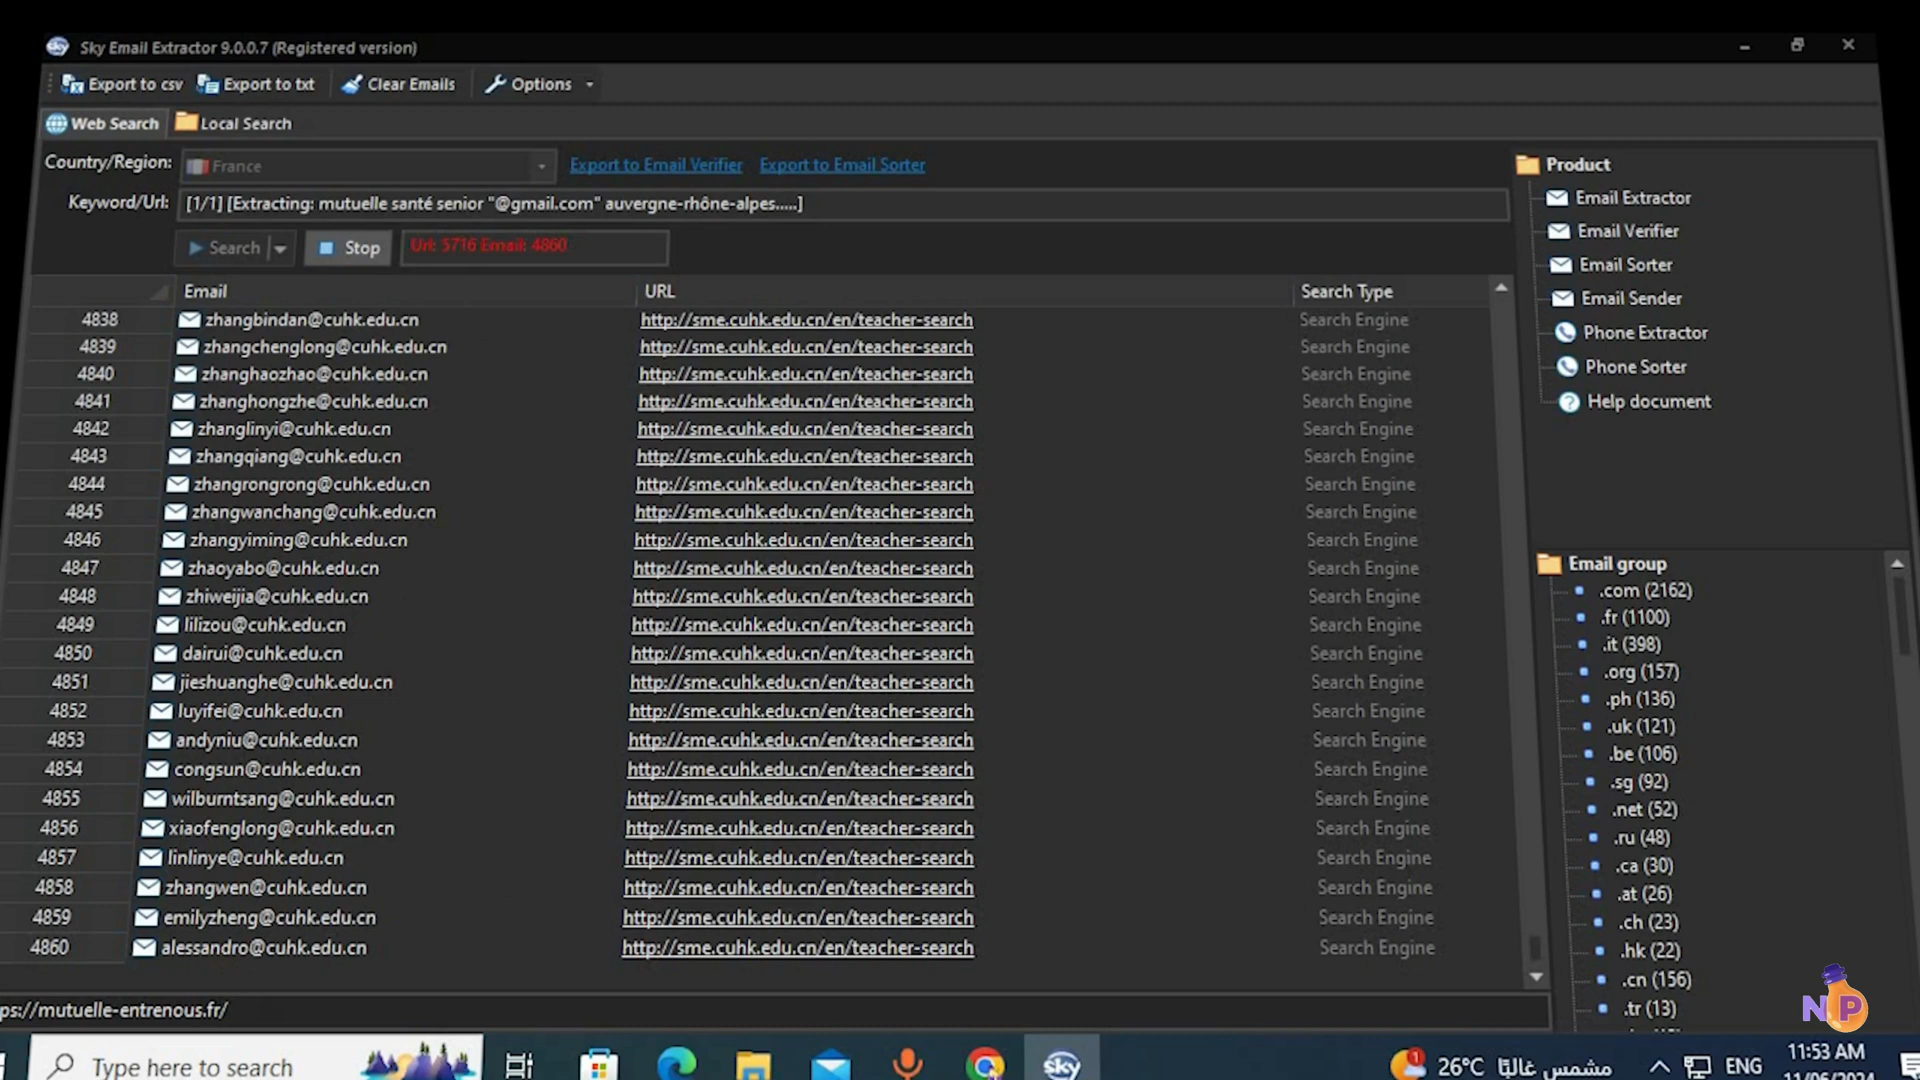 Sky Email Extractor 9.0.0.7 (Registered version)
Export to csv Export to txt Clear Emails Options
Web Search Local Search
Country/Region: France Export to Email Verifier Export to Email Sorter
Keyword/Url: [1/1] [Extracting: mutuelle santé senior "@gmail.com" auvergne-rhône-alpes.....]
Search Stop Url: 5716 Email: 4860
Email URL Search Type
4838 zhangbindan@cuhk.edu.cn http://sme.cuhk.edu.cn/en/teacher-search Search Engine
4839 zhangchenglong@cuhk.edu.cn http://sme.cuhk.edu.cn/en/teacher-search Search Engine
4840 zhanghaozhao@cuhk.edu.cn http://sme.cuhk.edu.cn/en/teacher-search Search Engine
4841 zhanghongzhe@cuhk.edu.cn http://sme.cuhk.edu.cn/en/teacher-search Search Engine
4842 zhanglinyi@cuhk.edu.cn http://sme.cuhk.edu.cn/en/teacher-search Search Engine
4843 zhangqiang@cuhk.edu.cn http://sme.cuhk.edu.cn/en/teacher-search Search Engine
4844 zhangrongrong@cuhk.edu.cn http://sme.cuhk.edu.cn/en/teacher-search Search Engine
4845 zhangwanchang@cuhk.edu.cn http://sme.cuhk.edu.cn/en/teacher-search Search Engine
4846 zhangyiming@cuhk.edu.cn http://sme.cuhk.edu.cn/en/teacher-search Search Engine
4847 zhaoyabo@cuhk.edu.cn http://sme.cuhk.edu.cn/en/teacher-search Search Engine
4848 zhiweijia@cuhk.edu.cn http://sme.cuhk.edu.cn/en/teacher-search Search Engine
4849 lilizou@cuhk.edu.cn http://sme.cuhk.edu.cn/en/teacher-search Search Engine
4850 dairui@cuhk.edu.cn http://sme.cuhk.edu.cn/en/teacher-search Search Engine
4851 jieshuanghe@cuhk.edu.cn http://sme.cuhk.edu.cn/en/teacher-search Search Engine
4852 luyifei@cuhk.edu.cn http://sme.cuhk.edu.cn/en/teacher-search Search Engine
4853 andyniu@cuhk.edu.cn http://sme.cuhk.edu.cn/en/teacher-search Search Engine
4854 congsun@cuhk.edu.cn http://sme.cuhk.edu.cn/en/teacher-search Search Engine
4855 wilburntsang@cuhk.edu.cn http://sme.cuhk.edu.cn/en/teacher-search Search Engine
4856 xiaofenglong@cuhk.edu.cn http://sme.cuhk.edu.cn/en/teacher-search Search Engine
4857 linlinye@cuhk.edu.cn http://sme.cuhk.edu.cn/en/teacher-search Search Engine
4858 zhangwen@cuhk.edu.cn http://sme.cuhk.edu.cn/en/teacher-search Search Engine
4859 emilyzheng@cuhk.edu.cn http://sme.cuhk.edu.cn/en/teacher-search Search Engine
4860 alessandro@cuhk.edu.cn http://sme.cuhk.edu.cn/en/teacher-search Search Engine
Product
Email Extractor
Email Verifier
Email Sorter
Email Sender
Phone Extractor
Phone Sorter
Help document
Email group
.com (2162)
.fr (1100)
.it (398)
.org (157)
.ph (136)
.uk (121)
.be (106)
.sg (92)
.net (52)
.ru (48)
.ca (30)
.at (26)
.ch (23)
.hk (22)
.cn (156)
.tr (13)
NP
ps://mutuelle-entrenous.fr/
Type here to search
sky
1
26°C مشمس غالبًا
ENG
11:53 AM
11/06/2024